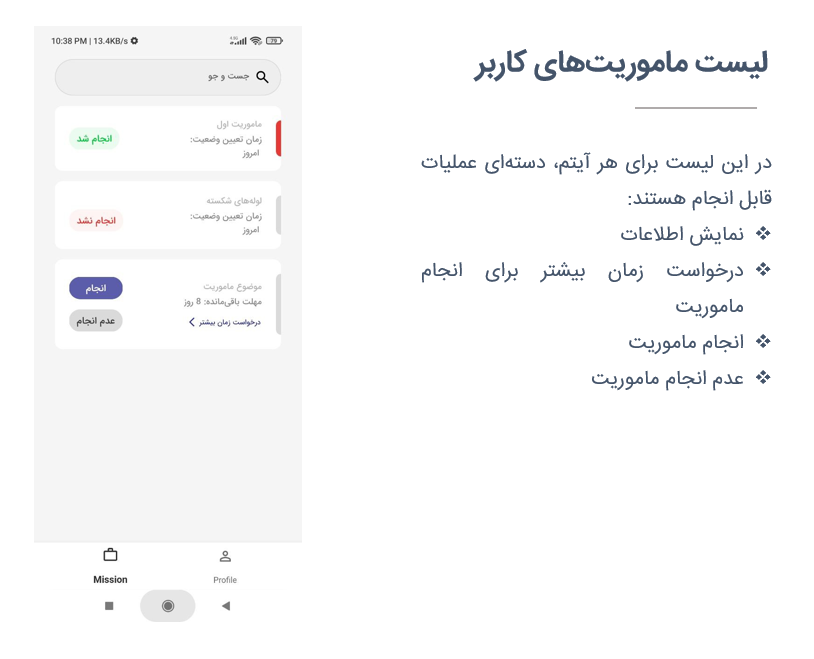 لیست ماموریت‌های کاربر
در این لیست برای هر آیتم، دسته‌ای عملیات
قابل انجام هستند:
❖ نمایش اطلاعات
❖ درخواست زمان بیشتر برای انجام
ماموریت
❖ انجام ماموریت
❖ عدم انجام ماموریت
10:38 PM | 13.4KB/s
79
جست و جو
ماموریت اول
زمان تعیین وضعیت:
امروز
انجام شد
لوله‌های شکسته
زمان تعیین وضعیت:
امروز
انجام نشد
موضوع ماموریت
مهلت باقی‌مانده: 8 روز
درخواست زمان بیشتر
انجام
عدم انجام
Mission
Profile